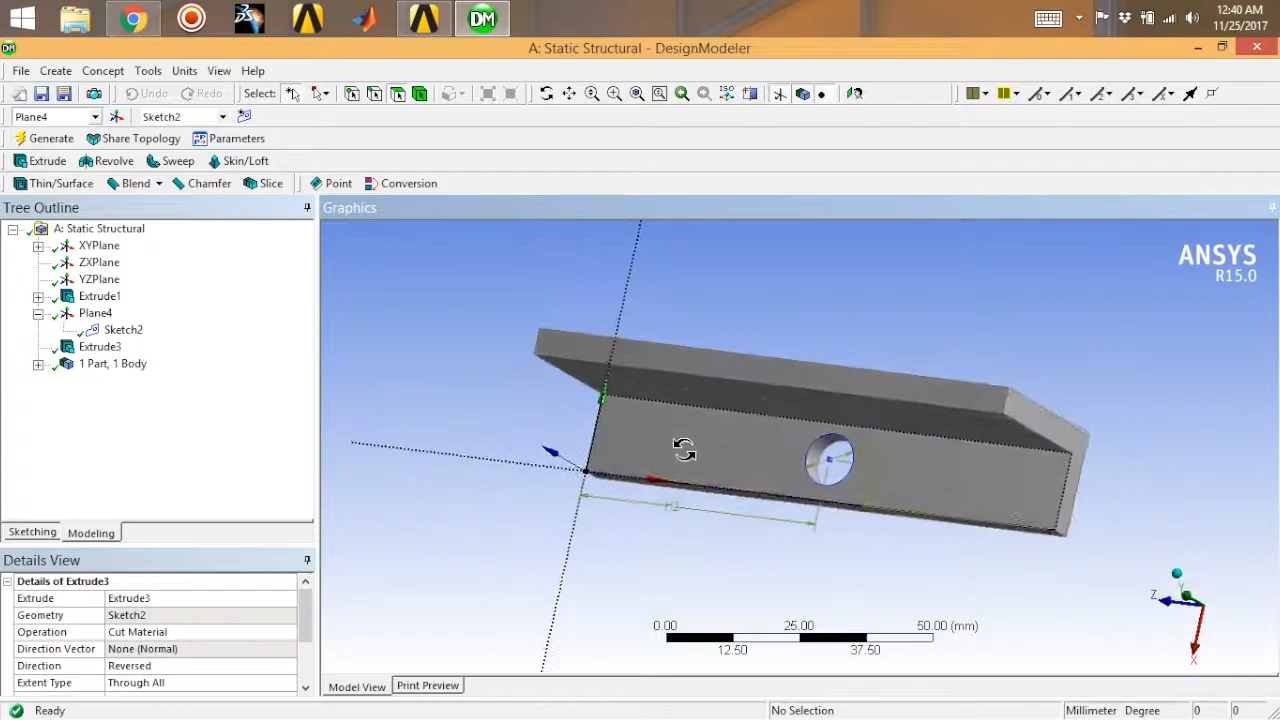 12:40 AM
11/25/2017
DM
A: Static Structural - DesignModeler
File Create Concept Tools Units View Help
Undo Redo Select:
Plane4 Sketch2
Generate Share Topology Parameters
Extrude Revolve Sweep Skin/Loft
Thin/Surface Blend Chamfer Slice Point Conversion
Tree Outline
Graphics
A: Static Structural
XYPlane
ZXPlane
YZPlane
Extrude1
Plane4
Sketch2
Extrude3
1 Part, 1 Body
ANSYS
R15.0
H2
Z
Y
X
0.00 25.00 50.00 (mm)
12.50 37.50
Sketching Modeling
Details View
Details of Extrude3
Extrude Extrude3
Geometry Sketch2
Operation Cut Material
Direction Vector None (Normal)
Direction Reversed
Extent Type Through All
Model View Print Preview
Ready No Selection Millimeter Degree 0 0